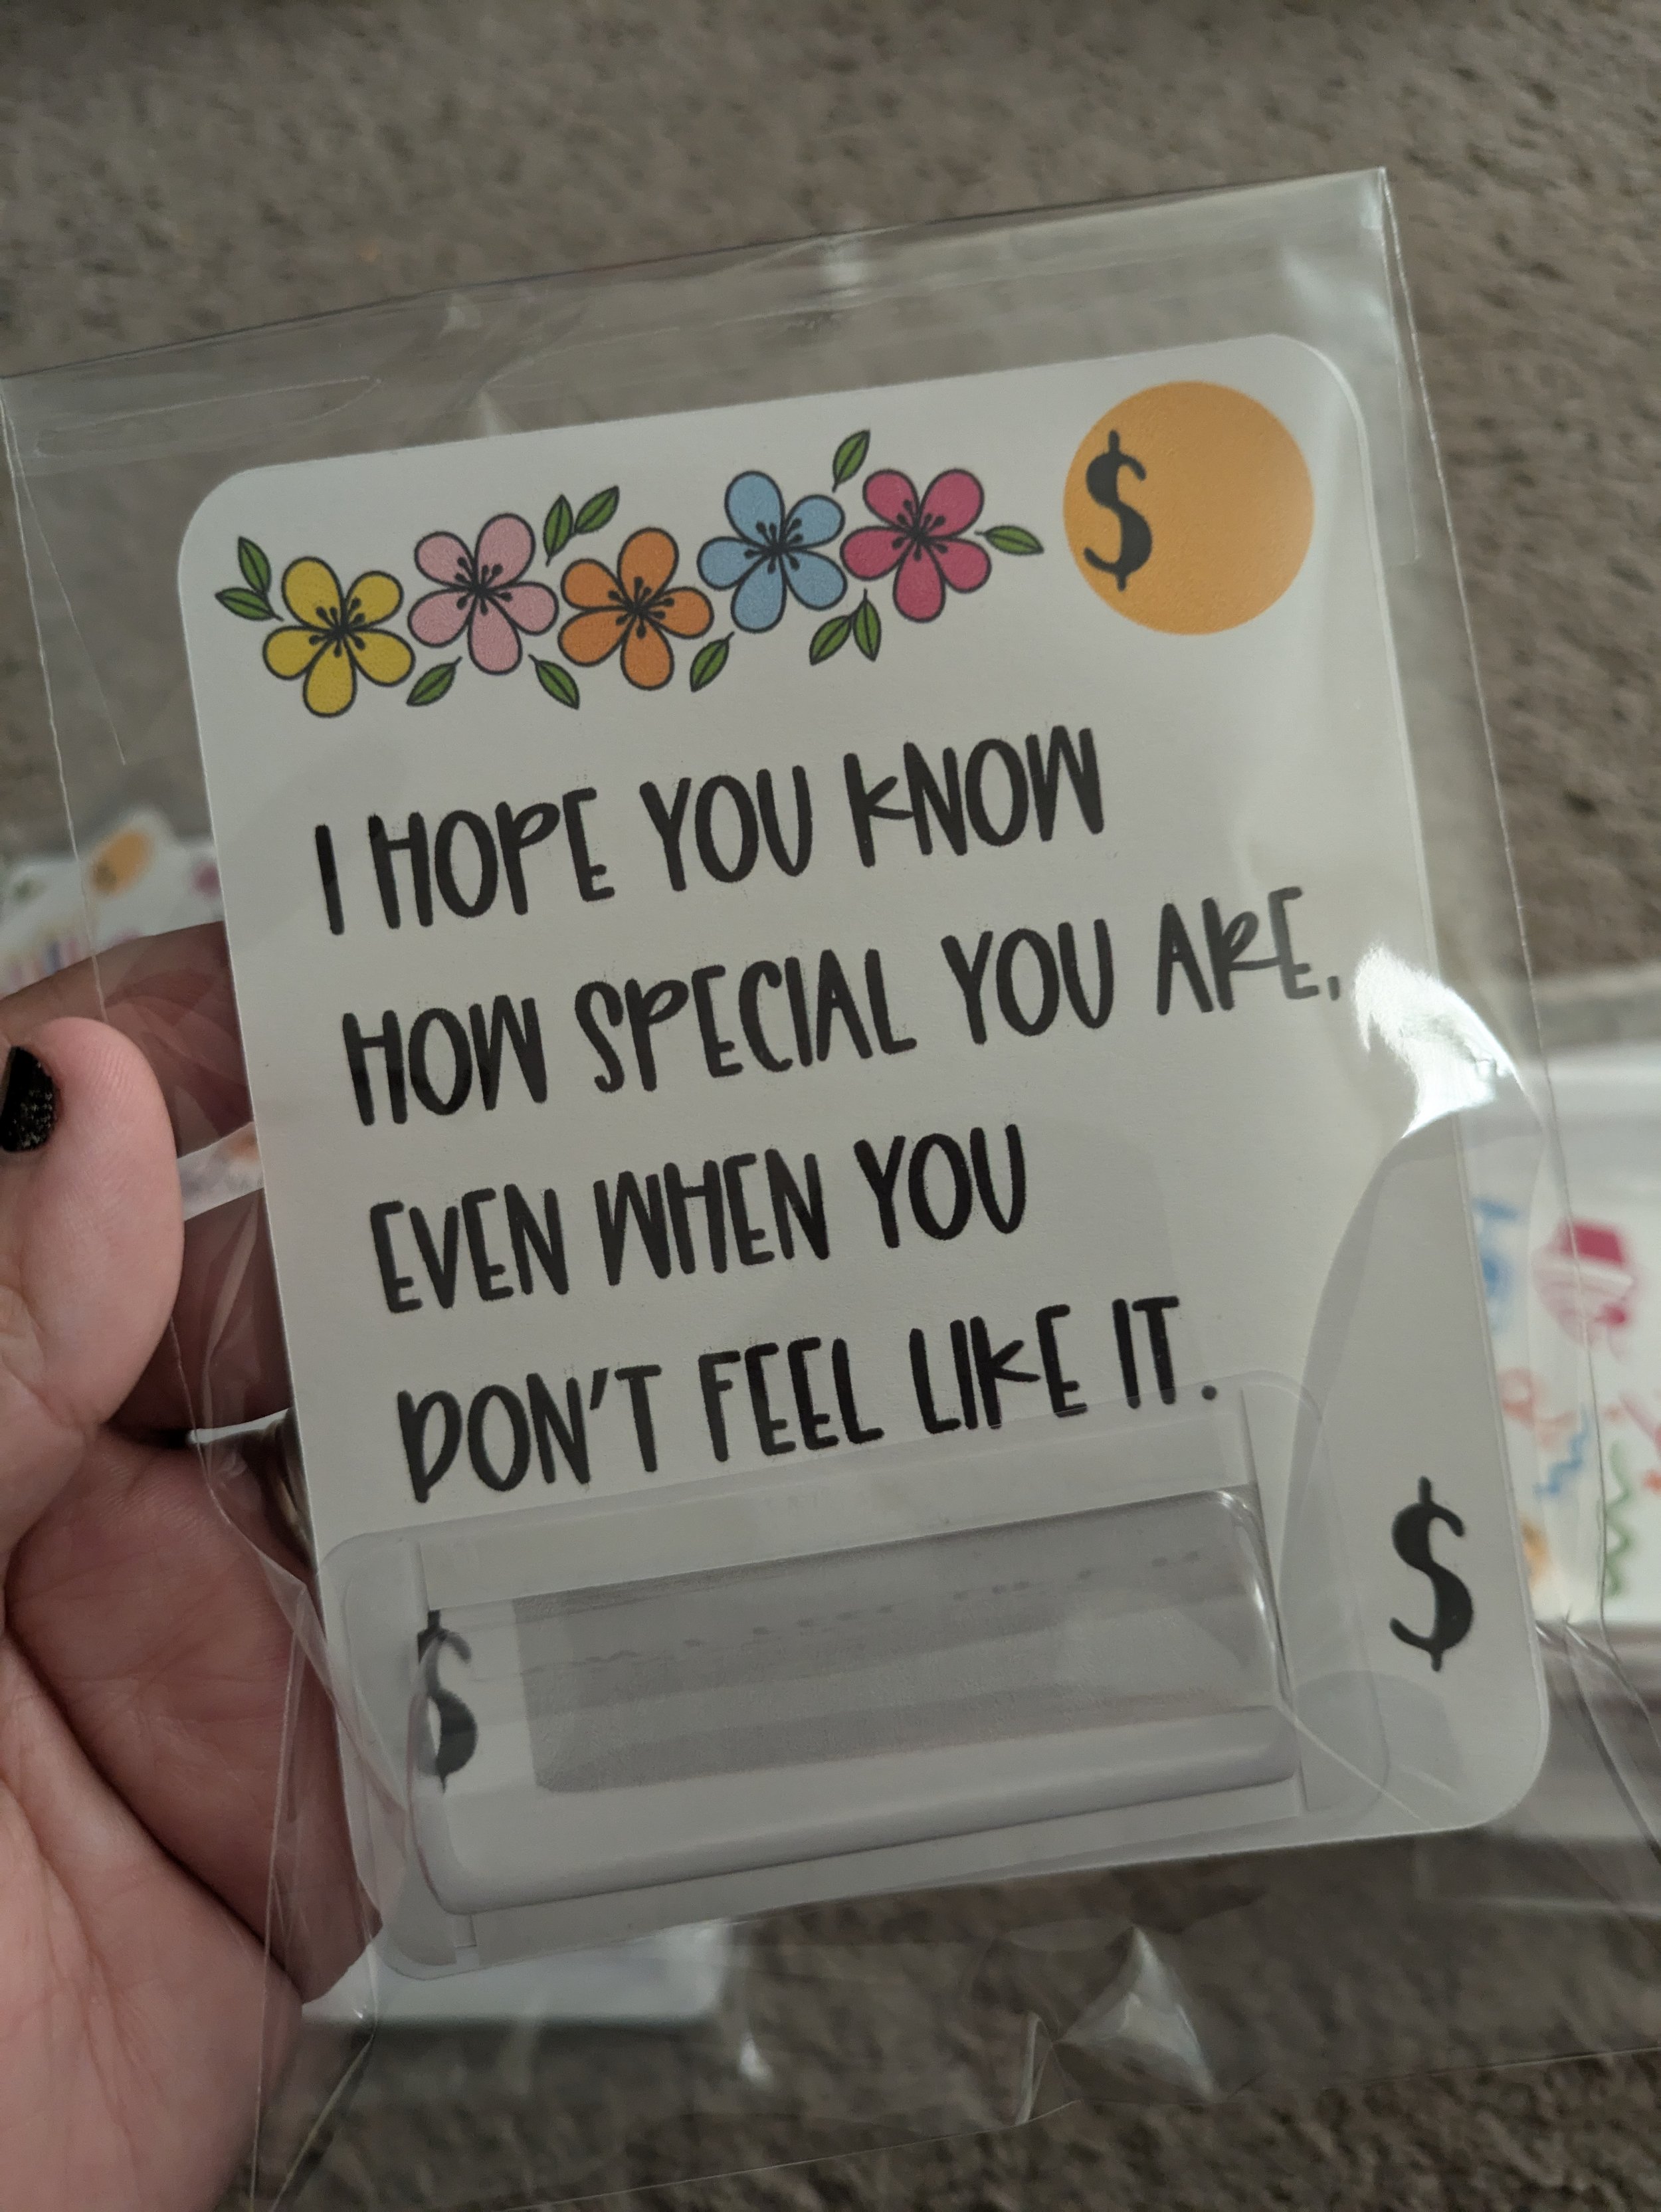 $
I HOPE YOU KNOW
HOW SPECIAL YOU ARE,
EVEN WHEN YOU
DON'T FEEL LIKE IT.
$ $